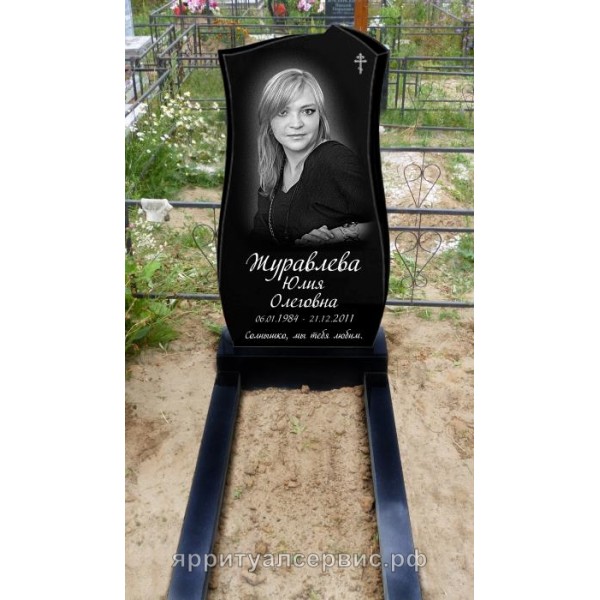 Журавлева
Юлия
Олеговна
06.01.1984 - 21.12.2011
Солнышко, мы тебя любим.
ярритуалсервис.рф